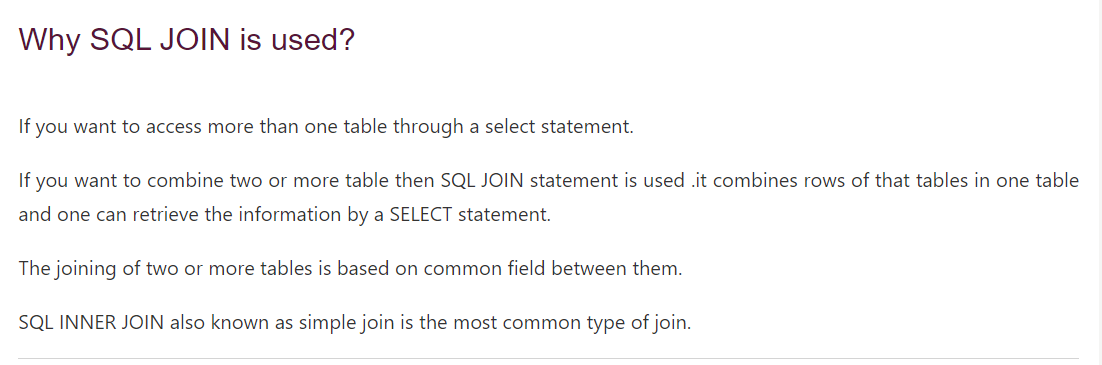 Why SQL JOIN is used?
If you want to access more than one table through a select statement.
If you want to combine two or more table then SQL JOIN statement is used .it combines rows of that tables in one table
and one can retrieve the information by a SELECT statement.
The joining of two or more tables is based on common field between them.
SQL INNER JOIN also known as simple join is the most common type of join.